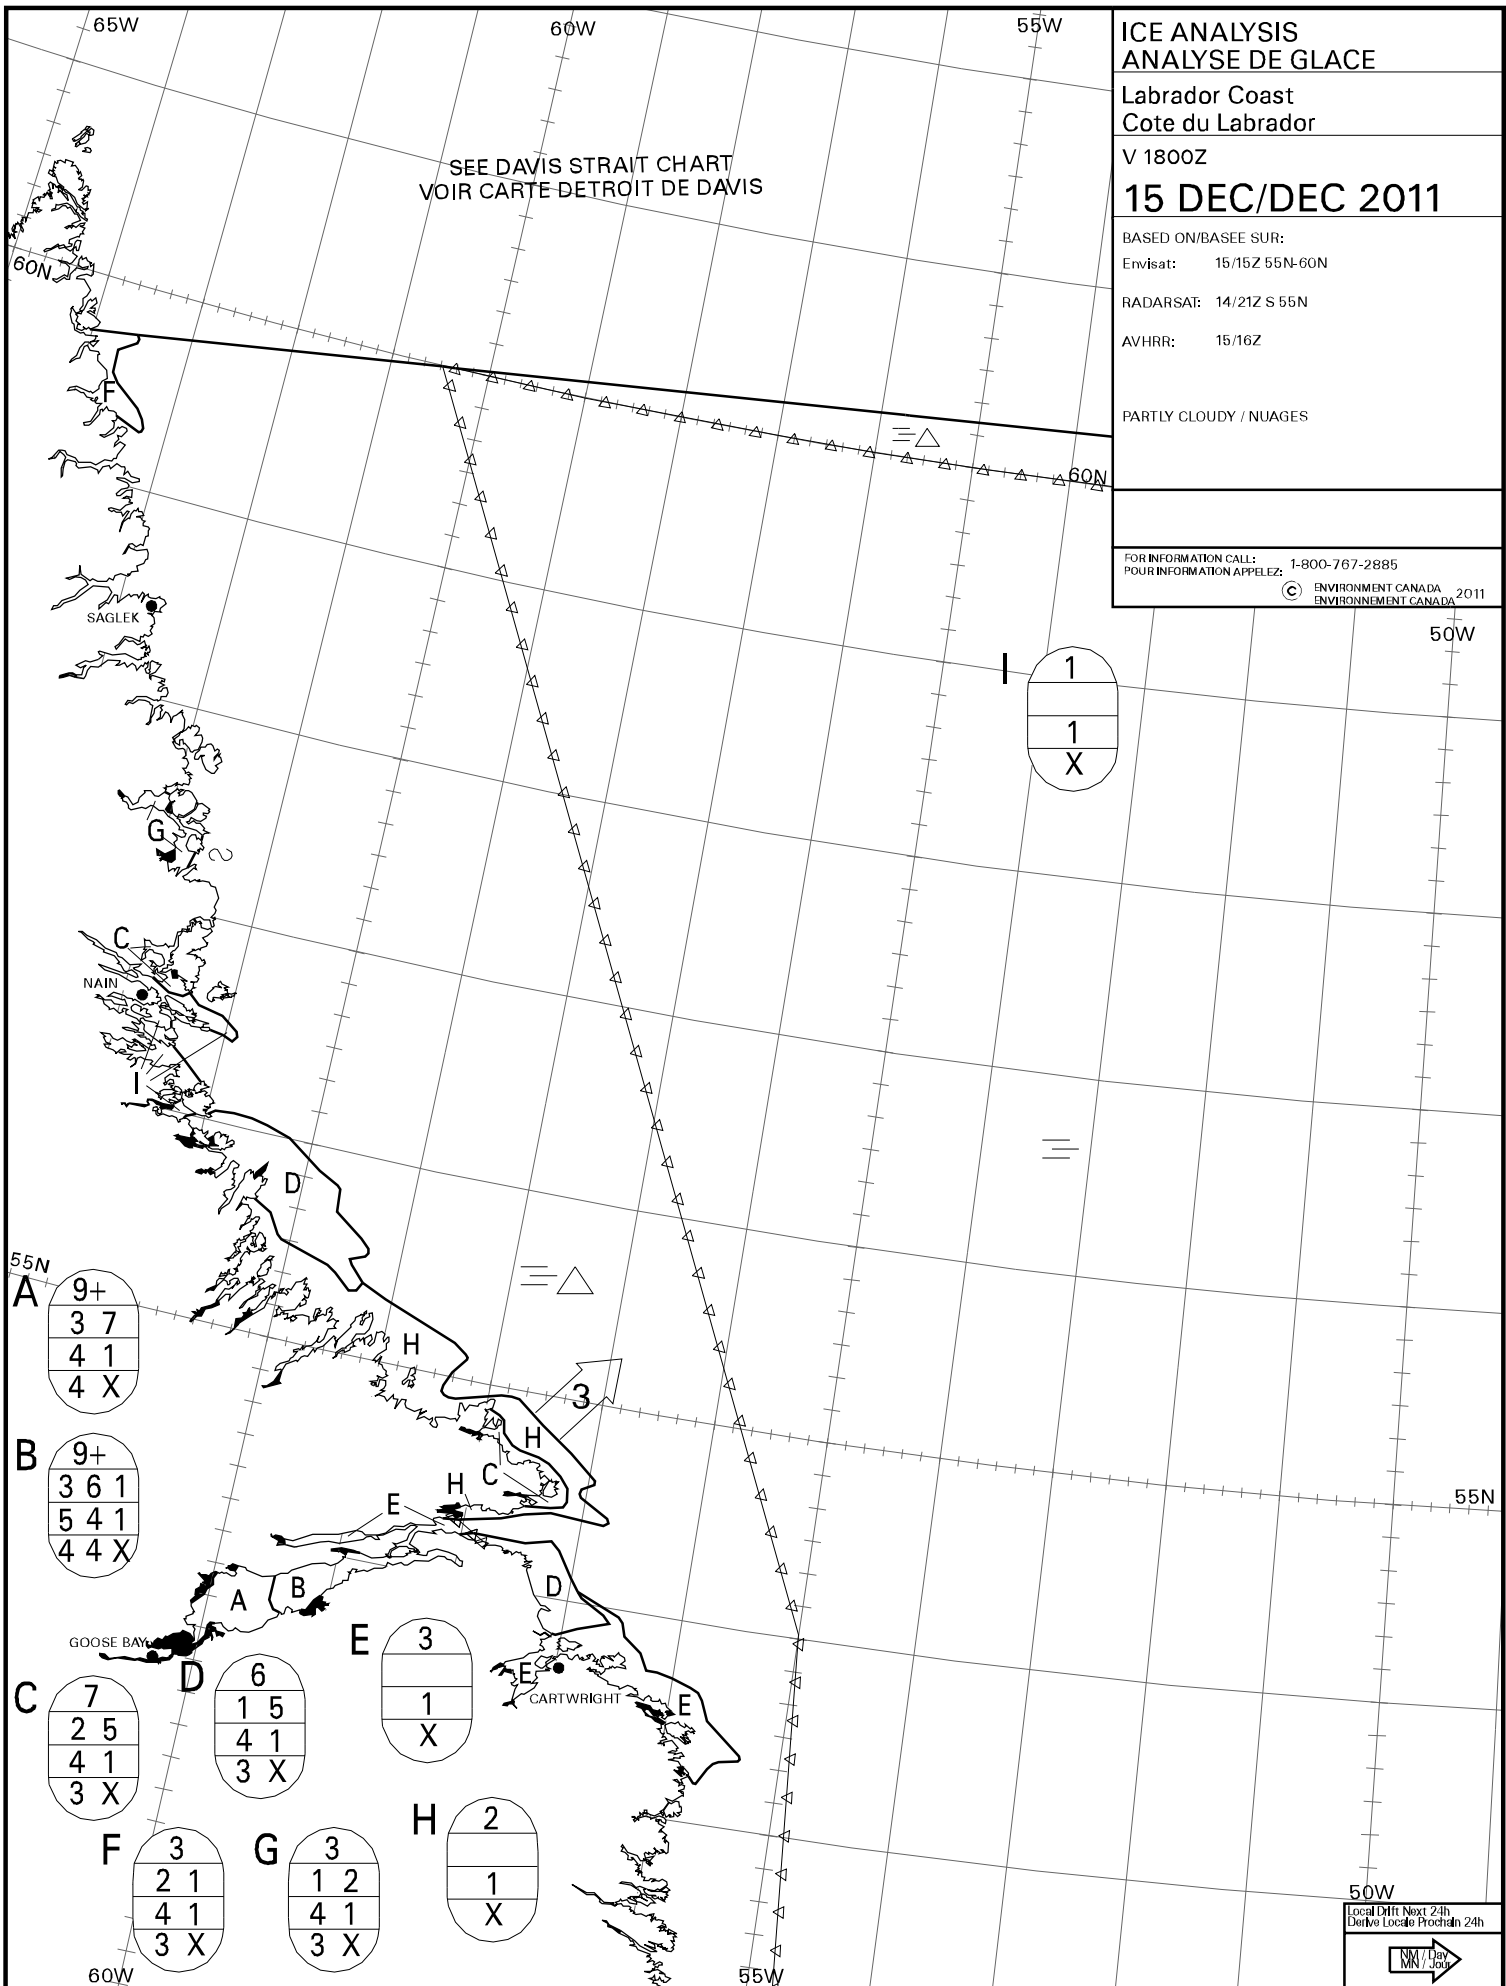 65W
60W
55W
ICE ANALYSIS
ANALYSE DE GLACE
Labrador Coast
Cote du Labrador
V 1800Z
15 DEC/DEC 2011
BASED ON/BASEE SUR:
Envisat: 15/15Z 55N-60N
RADARSAT: 14/21Z S 55N
AVHRR: 15/16Z
PARTLY CLOUDY / NUAGES
FOR INFORMATION CALL:
POUR INFORMATION APPELEZ: 1-800-767-2885
© ENVIRONMENT CANADA
ENVIRONNEMENT CANADA 2011
SEE DAVIS STRAIT CHART
VOIR CARTE DETROIT DE DAVIS
60N
F
60N
SAGLEK
50W
I
1
1
X
G
C
NAIN
I
D
55N
A
9+
3 7
4 1
4 X
H
3
B
9+
3 6 1
5 4 1
4 4 X
H
C
H
E
55N
A
B
D
GOOSE BAY
E
CARTWRIGHT
E
C
7
2 5
4 1
3 X
D
6
1 5
4 1
3 X
E
3
1
X
F
3
2 1
4 1
3 X
G
3
1 2
4 1
3 X
H
2
1
X
60W
55W
50W
Local Drift Next 24h
Derive Locale Prochain 24h
NM / Day
MN / Jour